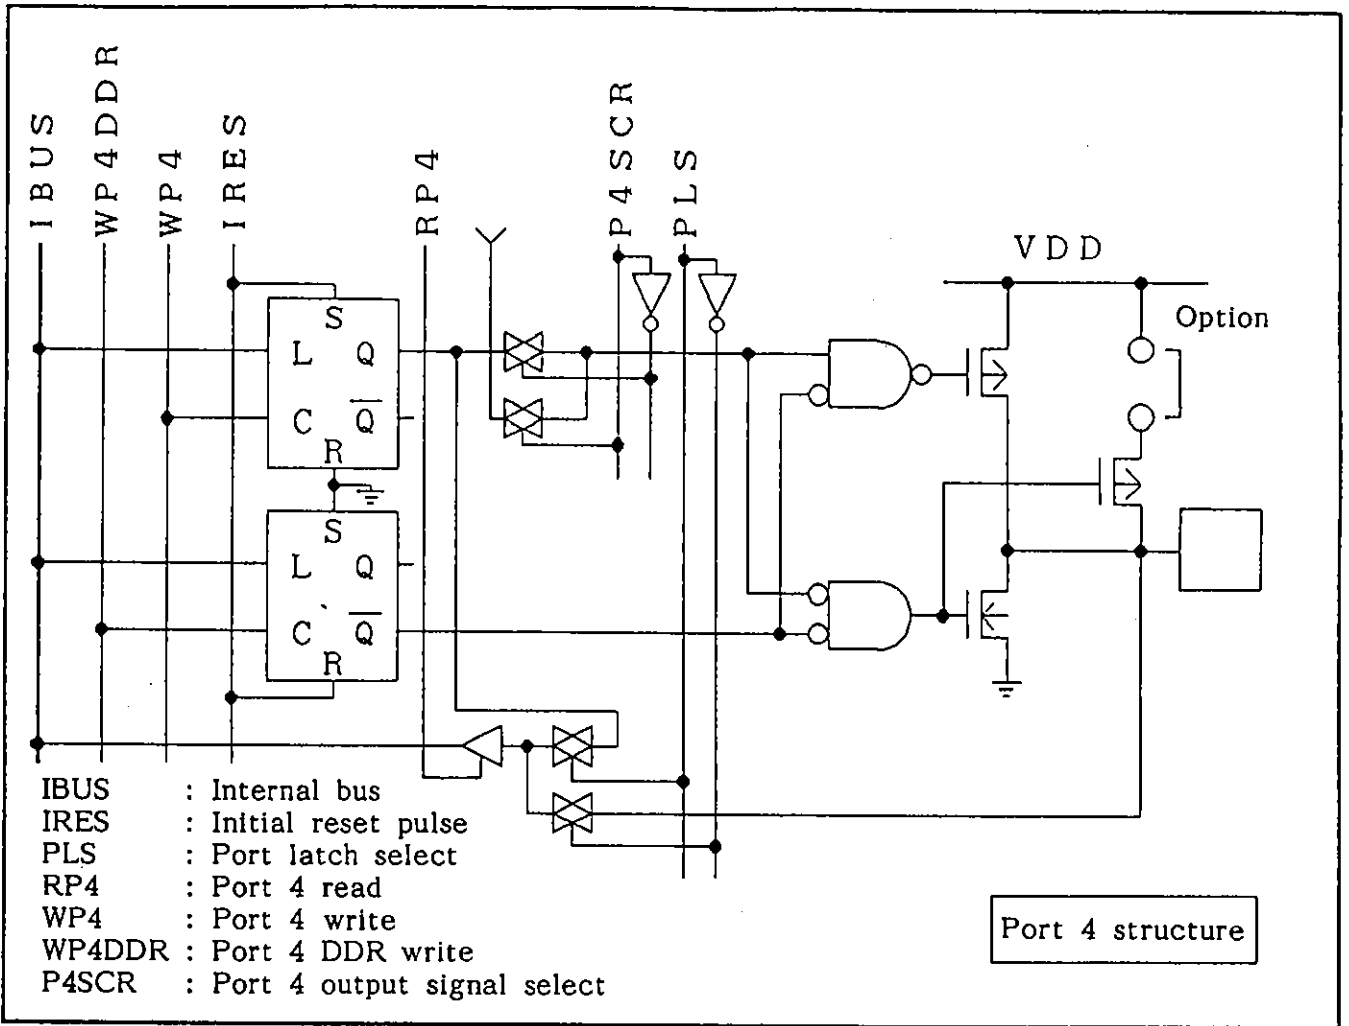 IBUS
WP4DDR
WP4
IRES
RP4
P4SCR
PLS
VDD
Option
S
L Q
C Q̅
R
S
L Q
C Q̅
R
IBUS : Internal bus
IRES : Initial reset pulse
PLS : Port latch select
RP4 : Port 4 read
WP4 : Port 4 write
WP4DDR : Port 4 DDR write
P4SCR : Port 4 output signal select
Port 4 structure